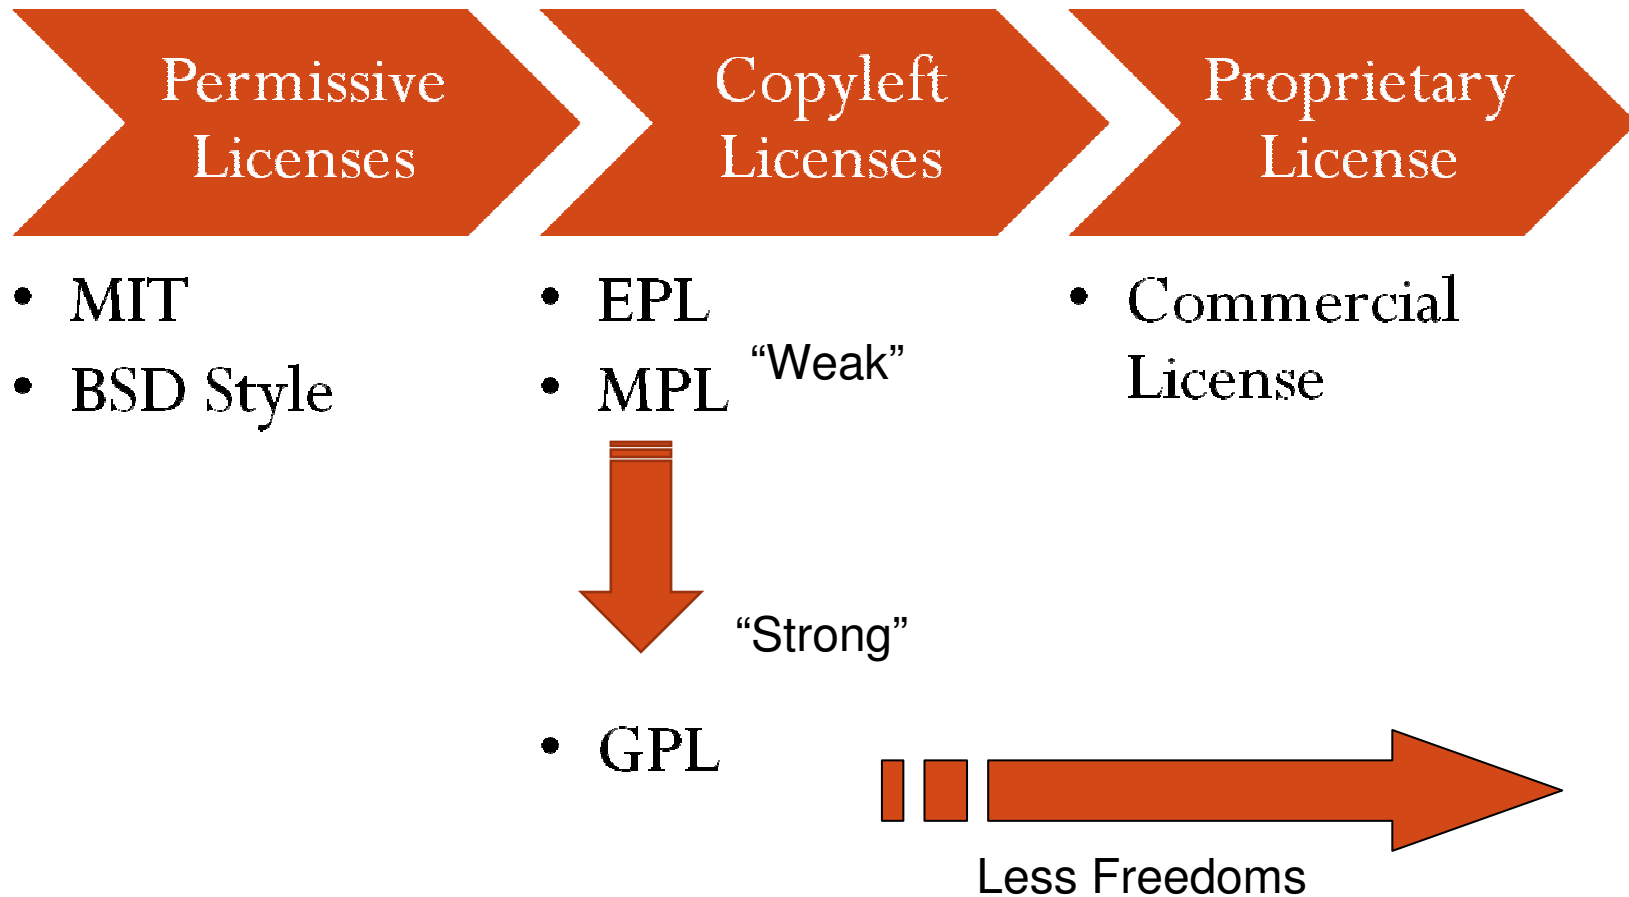 Permissive
Licenses
Copyleft
Licenses
Proprietary
License
• MIT
• BSD Style
• EPL
• MPL
“Weak”
“Strong”
• GPL
• Commercial
License
Less Freedoms